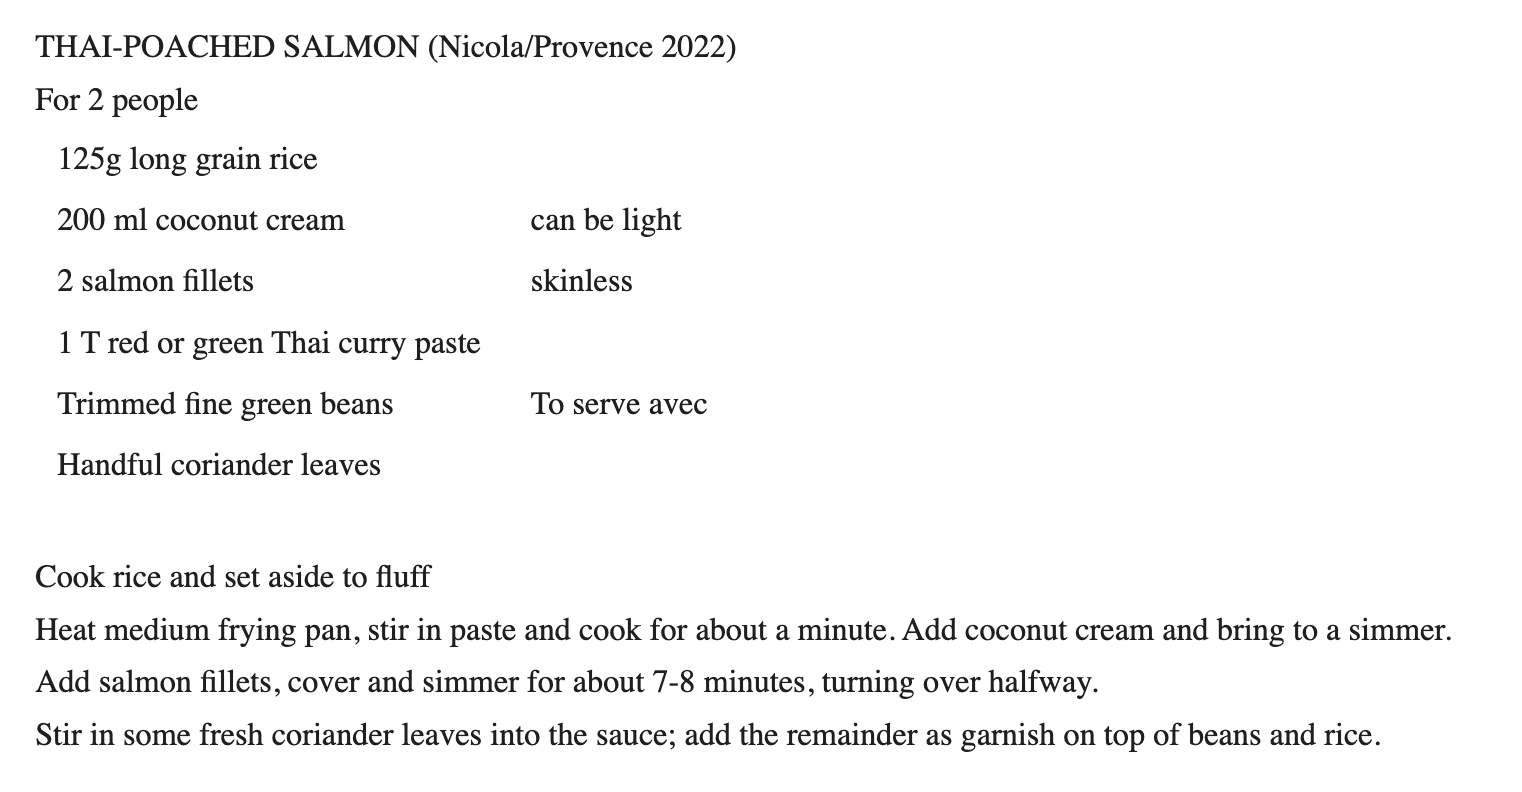 THAI-POACHED SALMON (Nicola/Provence 2022)
For 2 people
125g long grain rice
200 ml coconut cream can be light
2 salmon fillets skinless
1 T red or green Thai curry paste
Trimmed fine green beans To serve avec
Handful coriander leaves
Cook rice and set aside to fluff
Heat medium frying pan, stir in paste and cook for about a minute. Add coconut cream and bring to a simmer.
Add salmon fillets, cover and simmer for about 7-8 minutes, turning over halfway.
Stir in some fresh coriander leaves into the sauce; add the remainder as garnish on top of beans and rice.